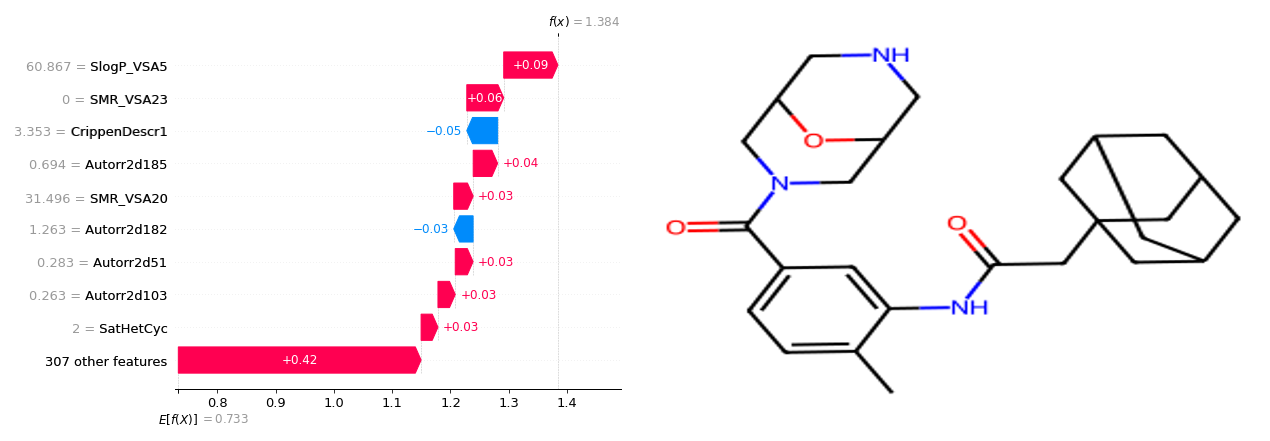 f(x) = 1.384
60.867 = SlogP_VSA5
+0.09
0 = SMR_VSA23
+0.06
3.353 = CrippenDescr1
−0.05
0.694 = Autorr2d185
+0.04
31.496 = SMR_VSA20
+0.03
1.263 = Autorr2d182
−0.03
0.283 = Autorr2d51
+0.03
0.263 = Autorr2d103
+0.03
2 = SatHetCyc
+0.03
307 other features
+0.42
0.8 0.9 1.0 1.1 1.2 1.3 1.4
E[f(X)] = 0.733
NH
O
N
O
O
NH